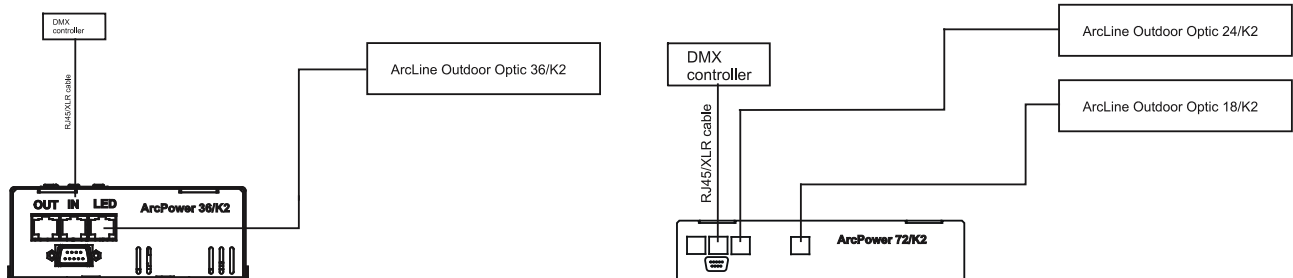 DMX
controller
RJ45/XLR cable
ArcLine Outdoor Optic 36/K2
OUT IN LED
ArcPower 36/K2
DMX
controller
RJ45/XLR cable
ArcLine Outdoor Optic 24/K2
ArcLine Outdoor Optic 18/K2
ArcPower 72/K2